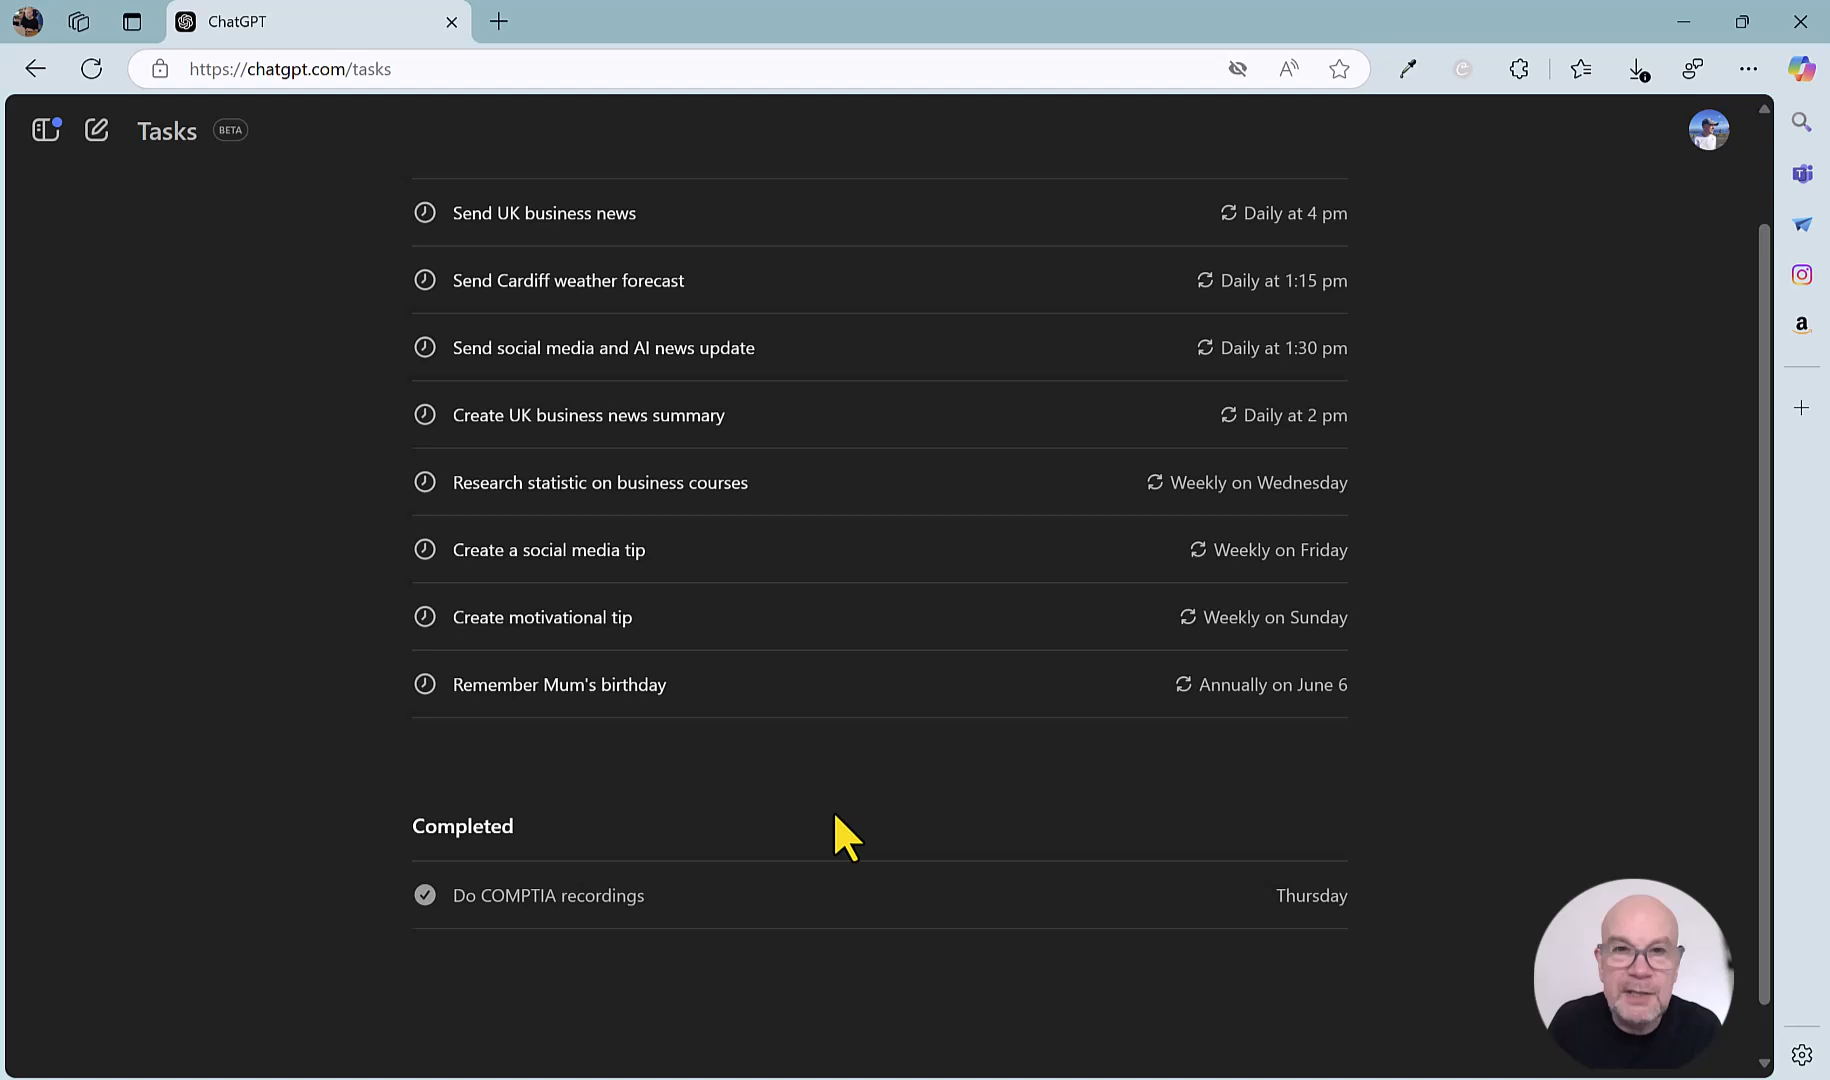 ChatGPT
https://chatgpt.com/tasks
Tasks BETA
Send UK business news Daily at 4 pm
Send Cardiff weather forecast Daily at 1:15 pm
Send social media and AI news update Daily at 1:30 pm
Create UK business news summary Daily at 2 pm
Research statistic on business courses Weekly on Wednesday
Create a social media tip Weekly on Friday
Create motivational tip Weekly on Sunday
Remember Mum's birthday Annually on June 6
Completed
Do COMPTIA recordings Thursday